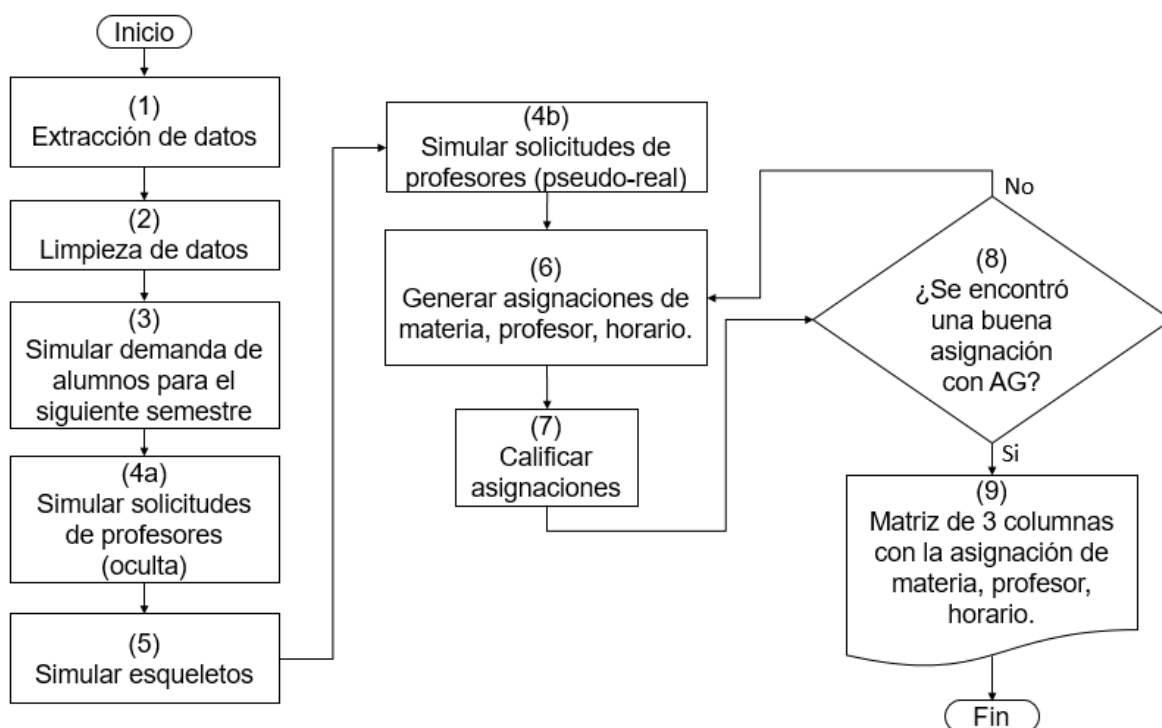 Inicio
(1)
Extracción de datos
(2)
Limpieza de datos
(3)
Simular demanda de
alumnos para el
siguiente semestre
(4a)
Simular solicitudes
de profesores
(oculta)
(5)
Simular esqueletos
(4b)
Simular solicitudes de
profesores (pseudo-real)
(6)
Generar asignaciones de
materia, profesor, horario.
(7)
Calificar
asignaciones
No
(8)
¿Se encontró
una buena
asignación
con AG?
Si
(9)
Matriz de 3 columnas
con la asignación de
materia, profesor,
horario.
Fin